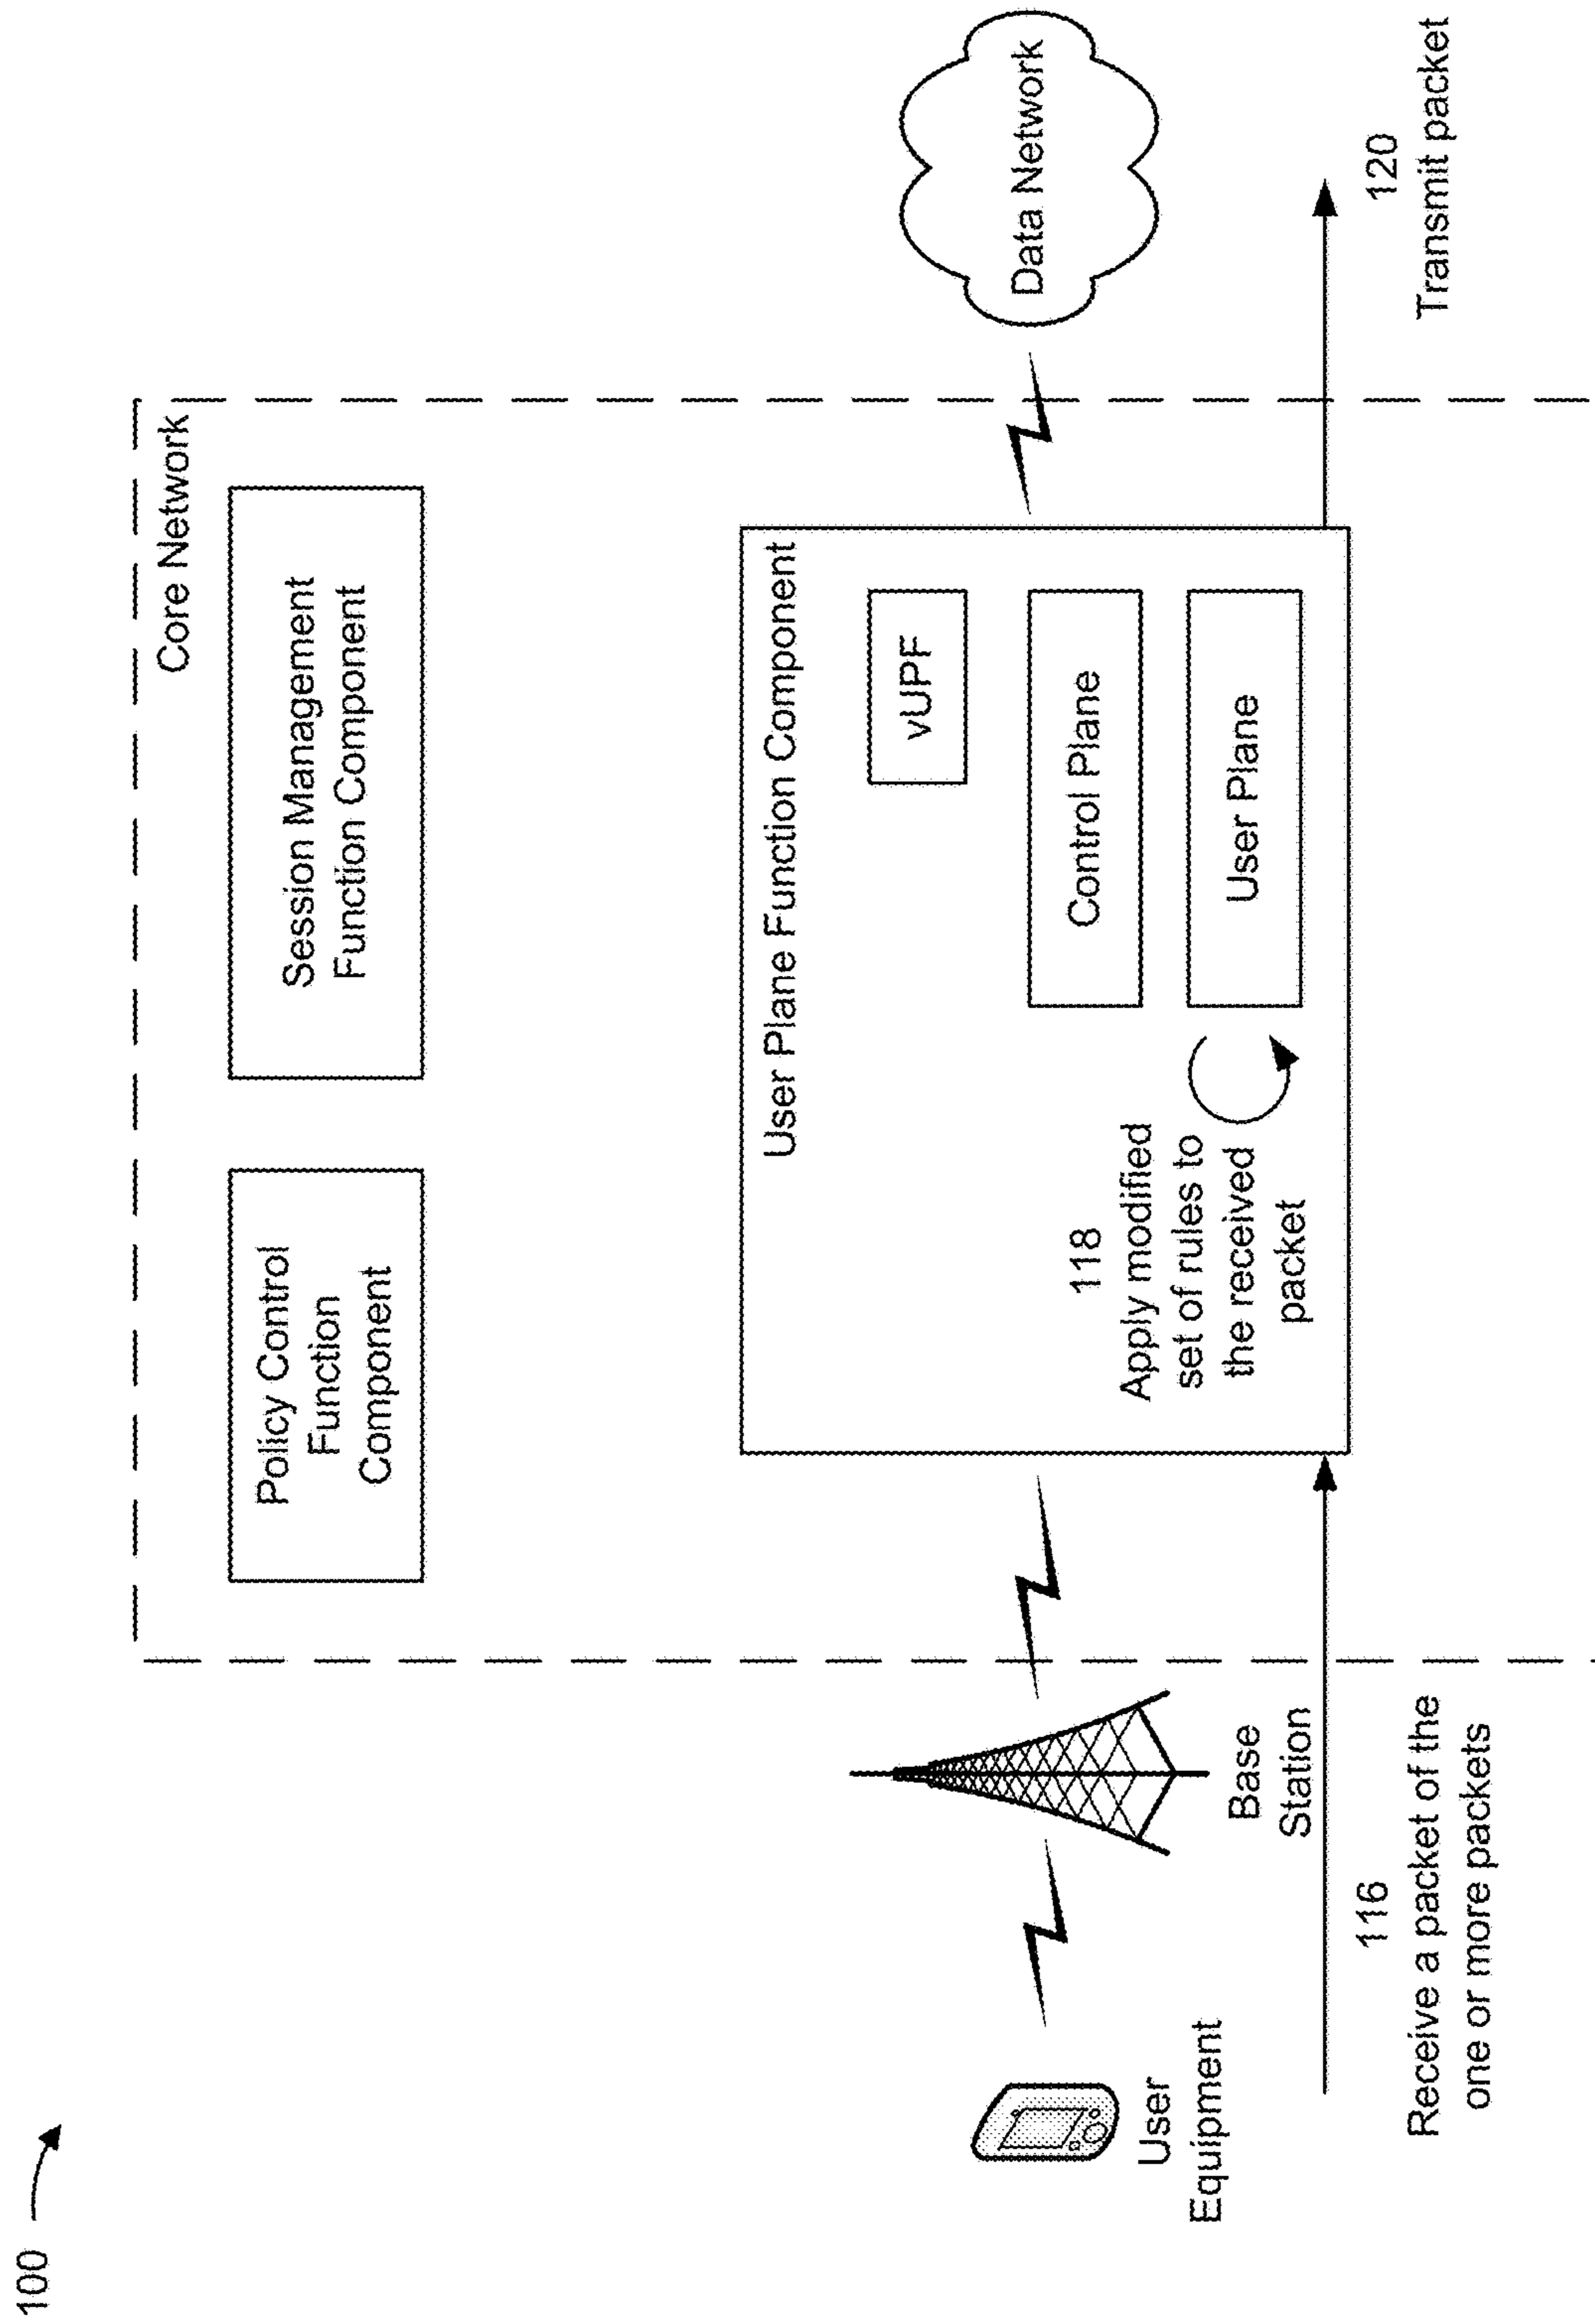 100
Core Network
Policy Control
Function
Component
Session Management
Function Component
User Plane Function Component
vUPF
Control Plane
User Plane
118
Apply modified
set of rules to
the received
packet
Data Network
User
Equipment
Base
Station
116
Receive a packet of the
one or more packets
120
Transmit packet